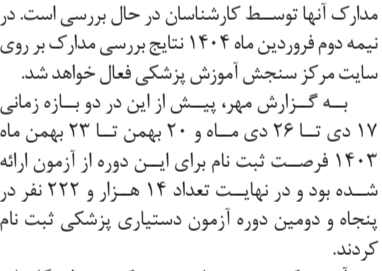 مدارک آنها توسط کارشناسان در حال بررسی است. در
نیمه دوم فروردین ماه ۱۴۰۴ نتایج بررسی مدارک بر روی
سایت مرکز سنجش آموزش پزشکی فعال خواهد شد.
به گزارش مهر، پیش از این در دو بازه زمانی
۱۷ دی تا ۲۶ دی ماه و ۲۰ بهمن تا ۲۳ بهمن ماه
۱۴۰۳ فرصت ثبت نام برای این دوره از آزمون ارائه
شده بود و در نهایت تعداد ۱۴ هزار و ۲۲۲ نفر در
پنجاه و دومین دوره آزمون دستیاری پزشکی ثبت نام
کردند.